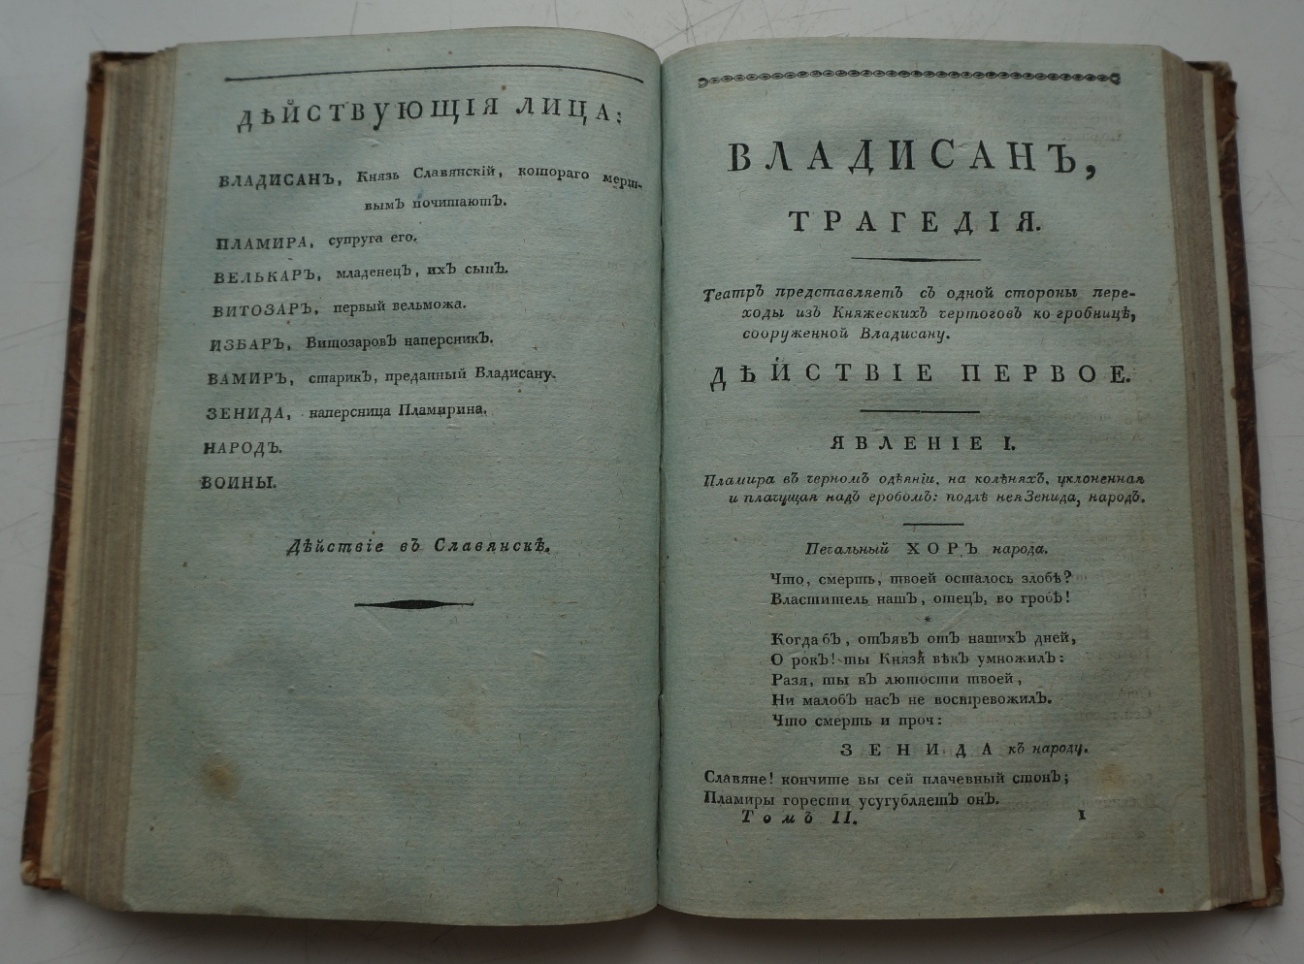 ДѢЙСТВУЮЩІЯ ЛИЦА:
ВЛАДИСАНЪ, Князь Славянскій, котораго мерт-
вымЪ почитаютЪ.
ПЛАМИРА, супруга его.
ВЕЛЬКАРЪ, младенецЪ, ихЪ сынЪ.
ВИТОЗАРЪ, первый вельможа.
ИЗБАРЪ, ВитозаровЪ наперсникЪ.
ВАМИРЪ, старикЪ, преданный Владисану.
ЗЕНИДА, наперсница Пламирина.
НАРОДЪ.
ВОИНЫ.
Дѣйствіе въ Славянскѣ.
ВЛАДИСАНЪ,
ТРАГЕДІЯ.
Театръ представляетъ съ одной стороны пере-
ходы изъ Княжескихъ чертоговъ ко гробницѣ,
сооруженной Владисану.
ДѢЙСТВІЕ ПЕРВОЕ.
ЯВЛЕНІЕ I.
Пламира въ черномъ одѣяніи, на колѣняхъ, уклоненная
и плачущая надъ гробомъ: подлѣ нея Зенида, народъ.
Печальный ХОРЪ народа.
Что, смерть, твоей осталось злобѣ?
Властитель нашЪ, отецЪ, во гробѣ!
*
Когда бЪ, отЪявЪ отЪ нашихЪ дней,
О рокЪ! ты Князя вѣкЪ умножилЪ:
Разя, ты вЪ лютости твоей,
Ни малобЪ насЪ не востревожилЪ.
Что смерть и проч:
ЗЕНИДА къ народу.
Славяне! кончите вы сей плачевный стонЪ;
Пламиры горести усугубляетЪ онЪ.
Томъ II. 1